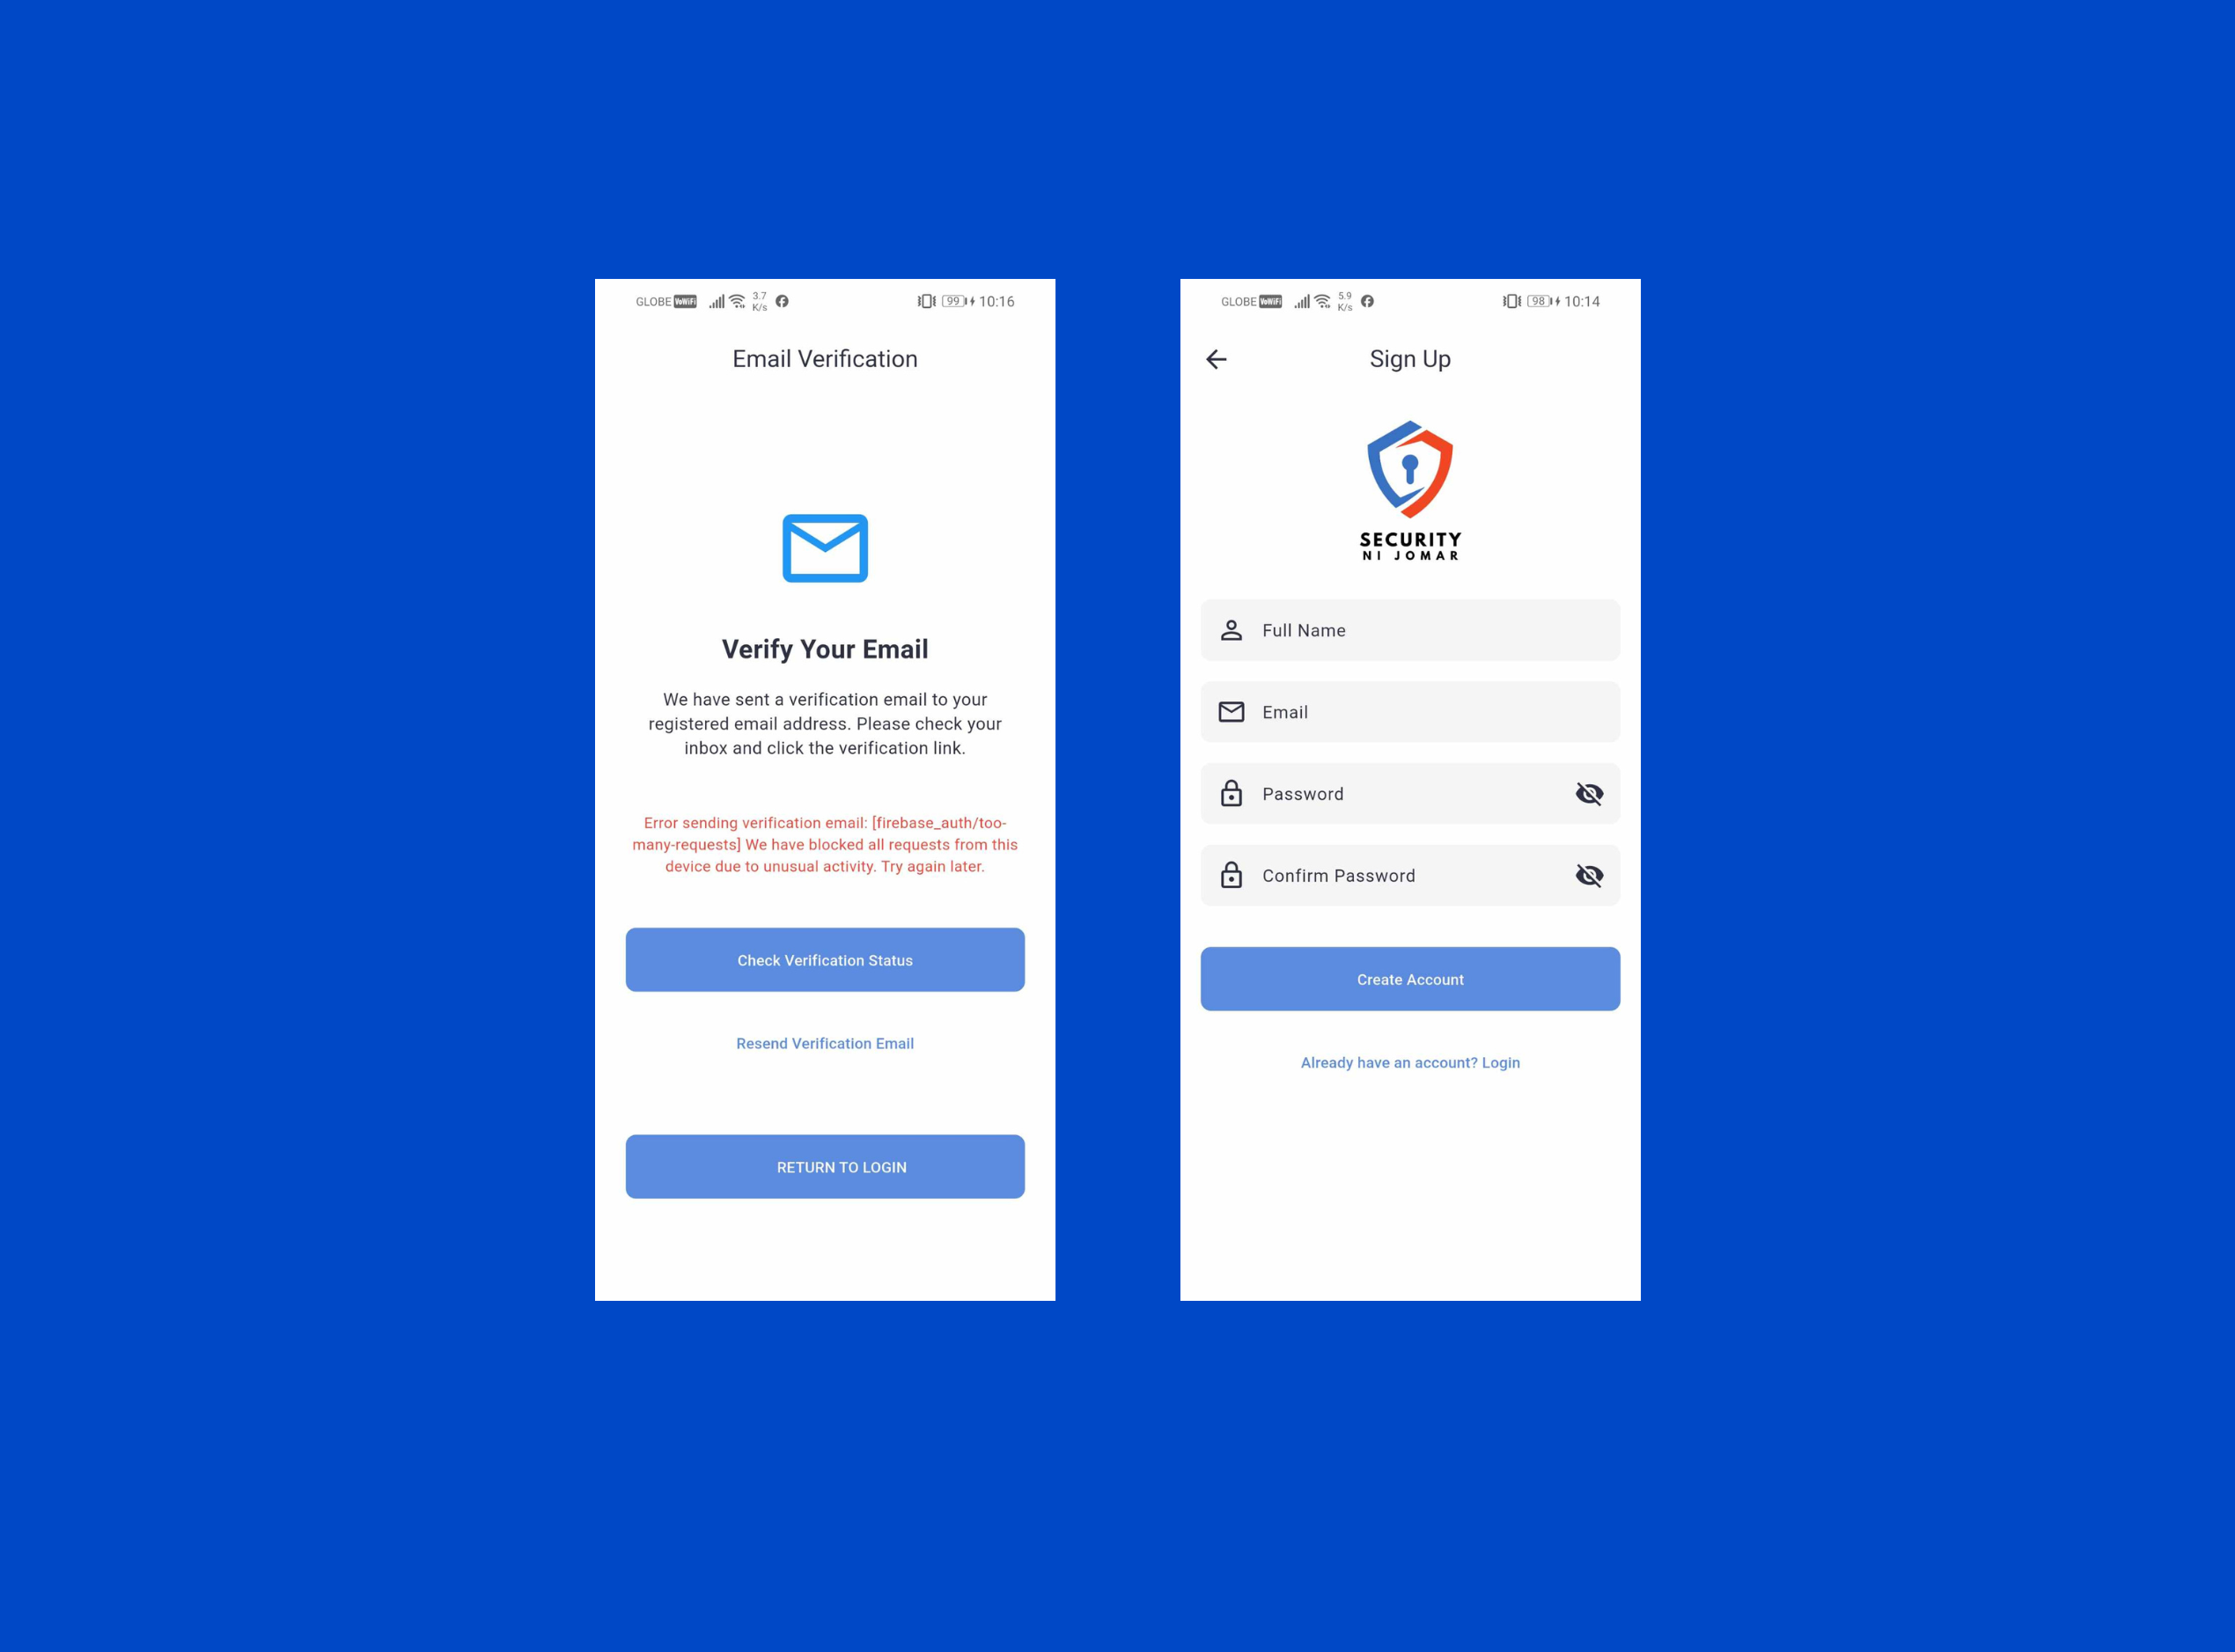 GLOBE VoWiFi 3.7 K/s 99 10:16
Email Verification
Verify Your Email
We have sent a verification email to your
registered email address. Please check your
inbox and click the verification link.
Error sending verification email: [firebase_auth/too-
many-requests] We have blocked all requests from this
device due to unusual activity. Try again later.
Check Verification Status
Resend Verification Email
RETURN TO LOGIN
GLOBE VoWiFi 5.9 K/s 98 10:14
Sign Up
SECURITY
NI JOMAR
Full Name
Email
Password
Confirm Password
Create Account
Already have an account? Login